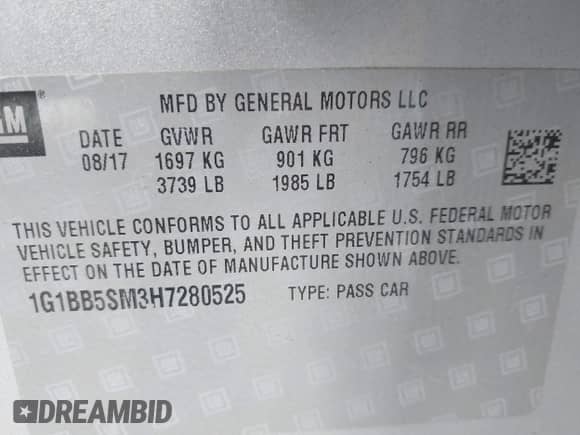 GM
MFD BY GENERAL MOTORS LLC
DATE GVWR GAWR FRT GAWR RR
08/17 1697 KG 901 KG 796 KG
3739 LB 1985 LB 1754 LB
THIS VEHICLE CONFORMS TO ALL APPLICABLE U.S. FEDERAL MOTOR
VEHICLE SAFETY, BUMPER, AND THEFT PREVENTION STANDARDS IN
EFFECT ON THE DATE OF MANUFACTURE SHOWN ABOVE.
1G1BB5SM3H7280525 TYPE: PASS CAR
DREAMBID